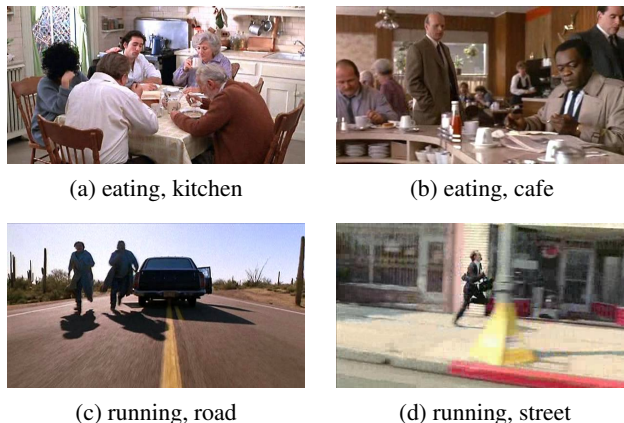 (a) eating, kitchen
(b) eating, cafe
(c) running, road
(d) running, street